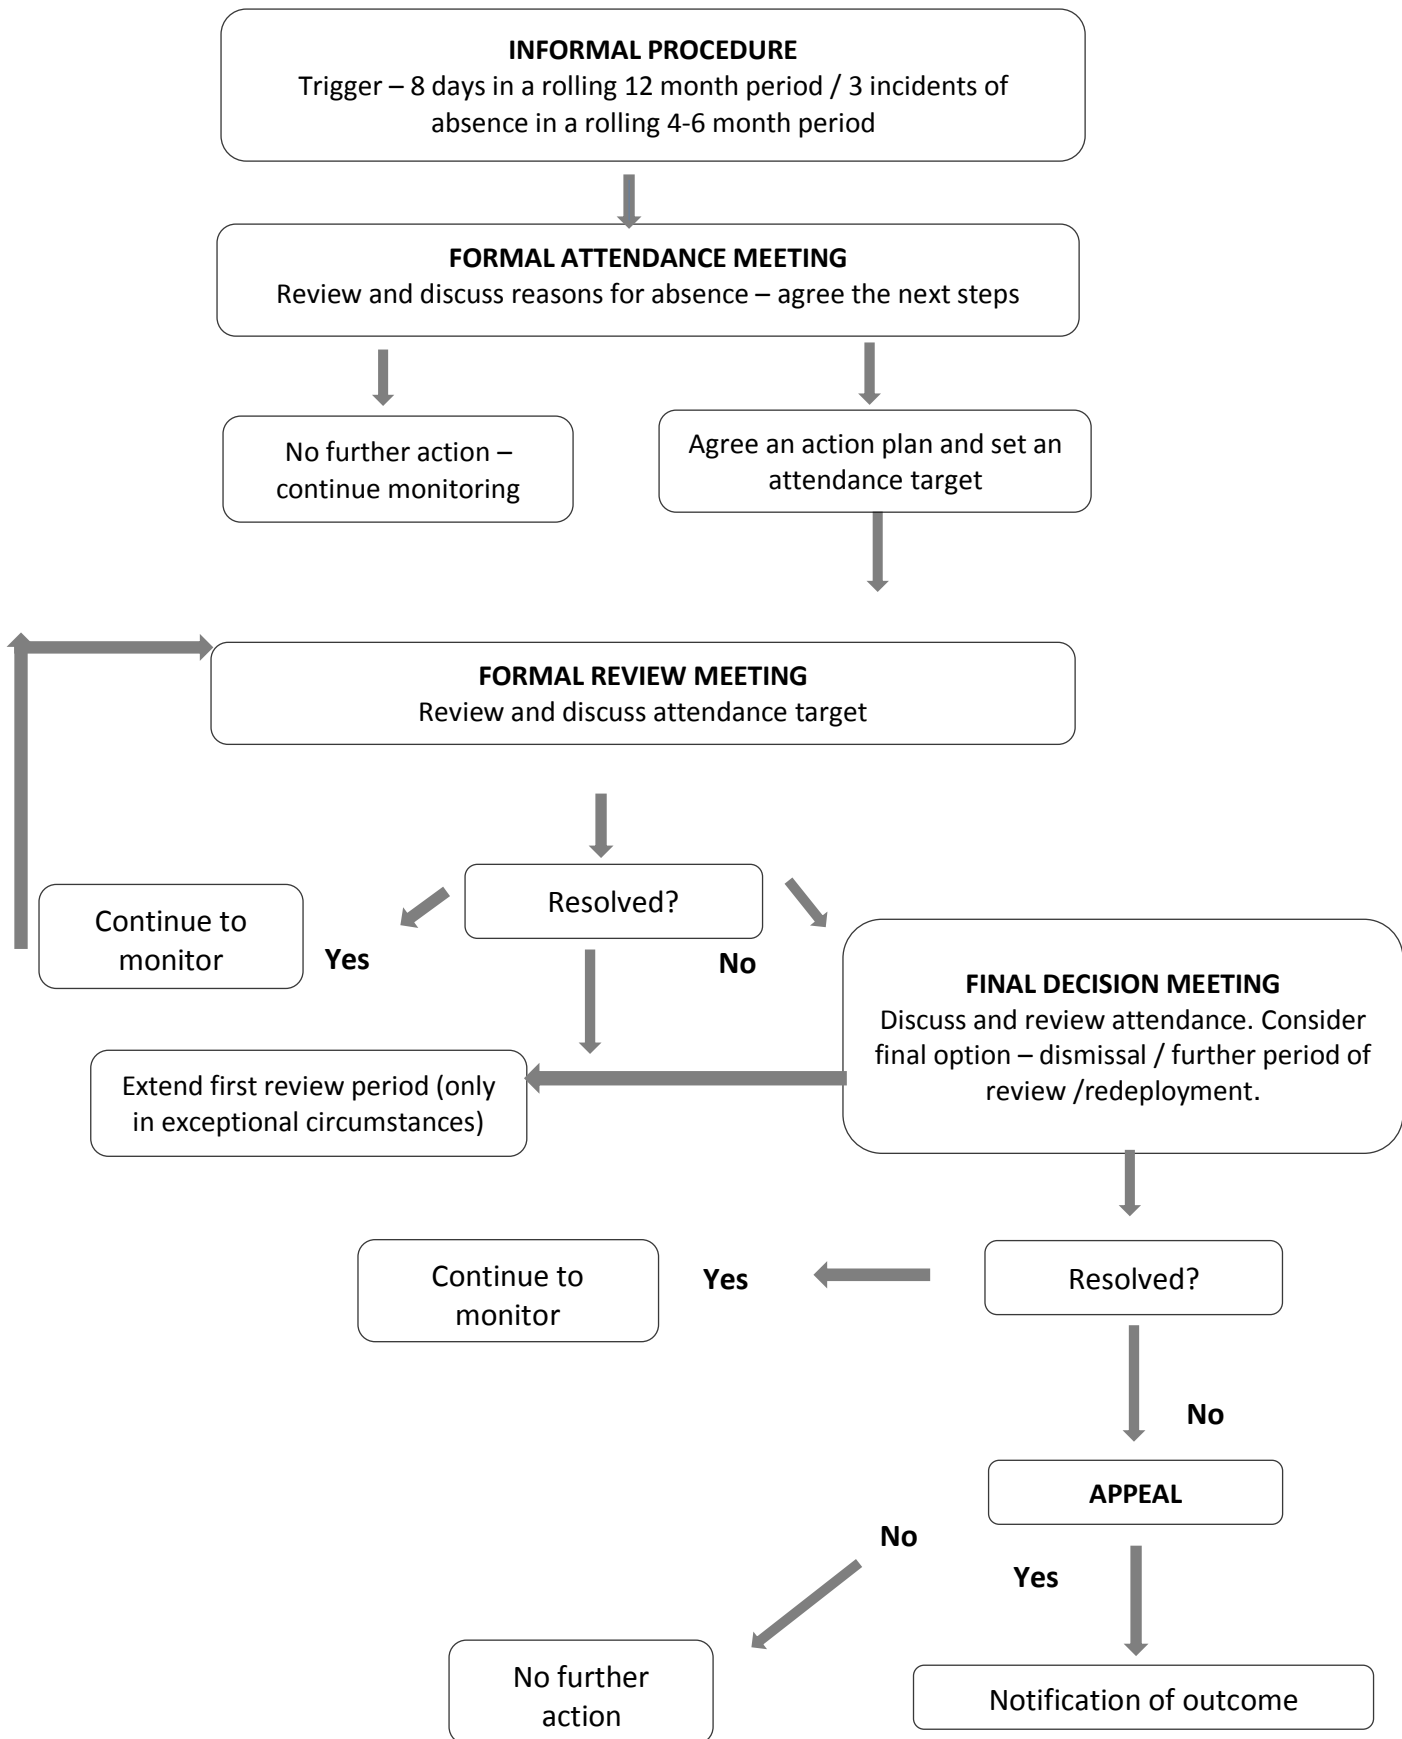 INFORMAL PROCEDURE
Trigger – 8 days in a rolling 12 month period / 3 incidents of
absence in a rolling 4-6 month period
FORMAL ATTENDANCE MEETING
Review and discuss reasons for absence – agree the next steps
No further action –
continue monitoring
Agree an action plan and set an
attendance target
FORMAL REVIEW MEETING
Review and discuss attendance target
Resolved?
Continue to
monitor
Yes
No
FINAL DECISION MEETING
Discuss and review attendance. Consider
final option – dismissal / further period of
review /redeployment.
Extend first review period (only
in exceptional circumstances)
Continue to
monitor
Yes
Resolved?
No
APPEAL
No
Yes
No further
action
Notification of outcome